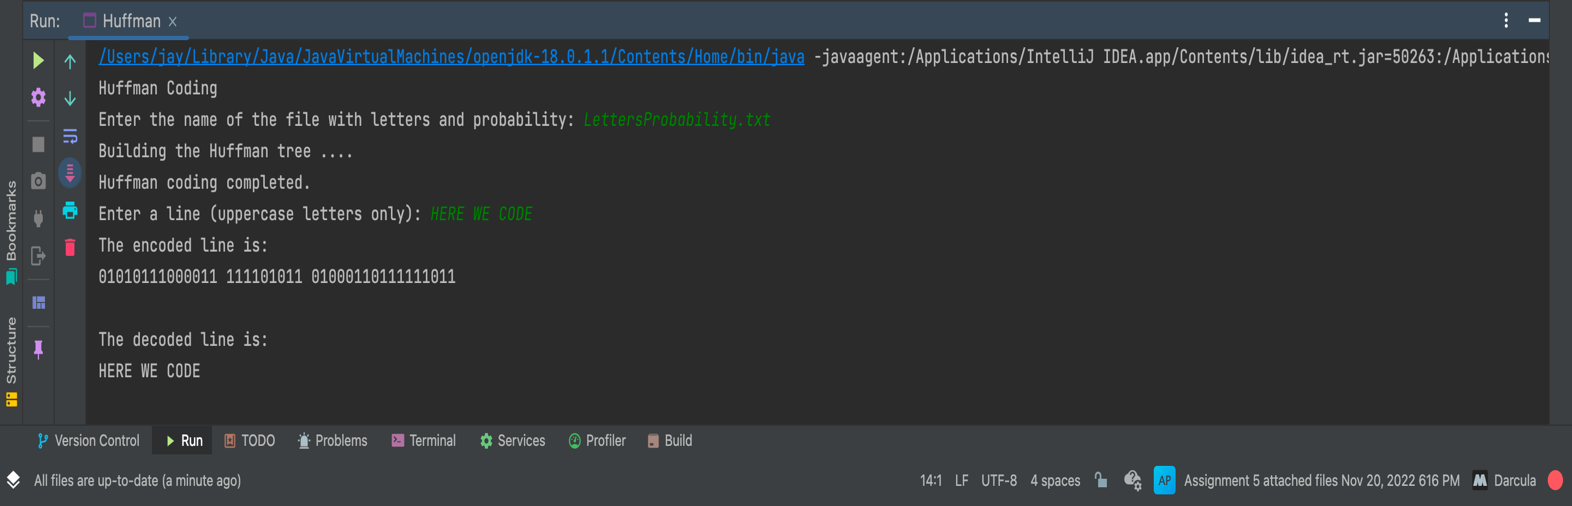 Run: Huffman ×
/Users/jay/Library/Java/JavaVirtualMachines/openjdk-18.0.1.1/Contents/Home/bin/java -javaagent:/Applications/IntelliJ IDEA.app/Contents/lib/idea_rt.jar=50263:/Applications
Huffman Coding
Enter the name of the file with letters and probability: LettersProbability.txt
Building the Huffman tree ....
Huffman coding completed.
Enter a line (uppercase letters only): HERE WE CODE
The encoded line is:
01010111000011 111101011 01000110111111011
The decoded line is:
HERE WE CODE
Bookmarks
Structure
Version Control Run TODO Problems Terminal Services Profiler Build
All files are up-to-date (a minute ago) 14:1 LF UTF-8 4 spaces AP Assignment 5 attached files Nov 20, 2022 616 PM Darcula